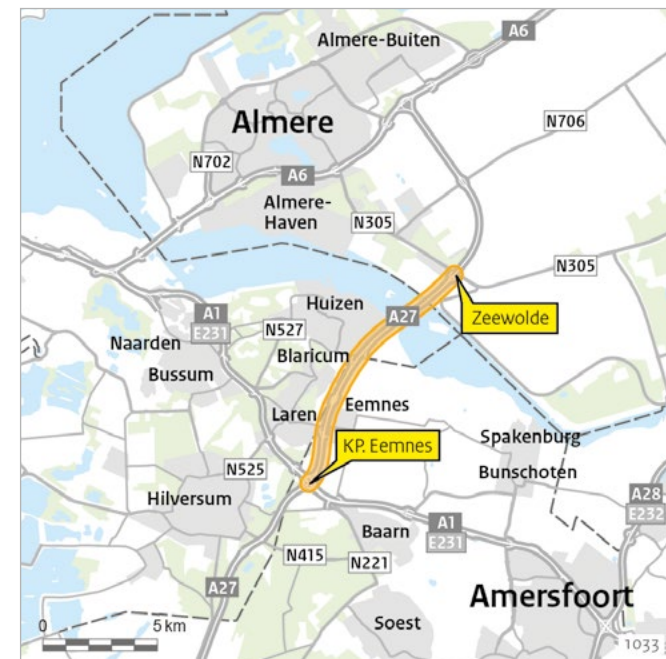 A6
Almere-Buiten
Almere
N706
N702
A6
Almere-
Haven
N305
N305
Huizen
A27
Zeewolde
A1
E231
N527
Naarden
Blaricum
Bussum
Laren
Eemnes
KP. Eemnes
Spakenburg
Bunschoten
N525
Hilversum
A28
E232
A1
E231
Baarn
N415
N221
A27
Amersfoort
Soest
0
5 km
1033